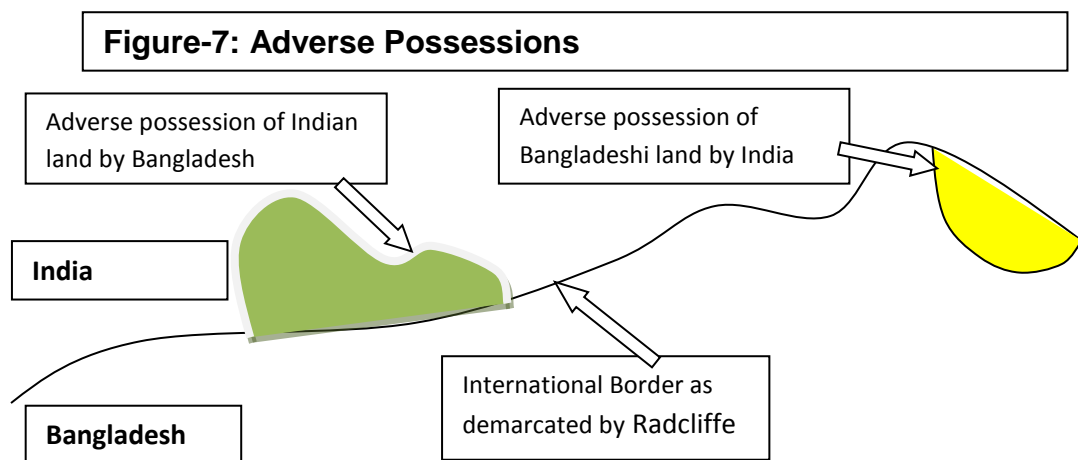 Figure-7: Adverse Possessions
Adverse possession of Indian
land by Bangladesh
Adverse possession of
Bangladeshi land by India
India
International Border as
demarcated by Radcliffe
Bangladesh